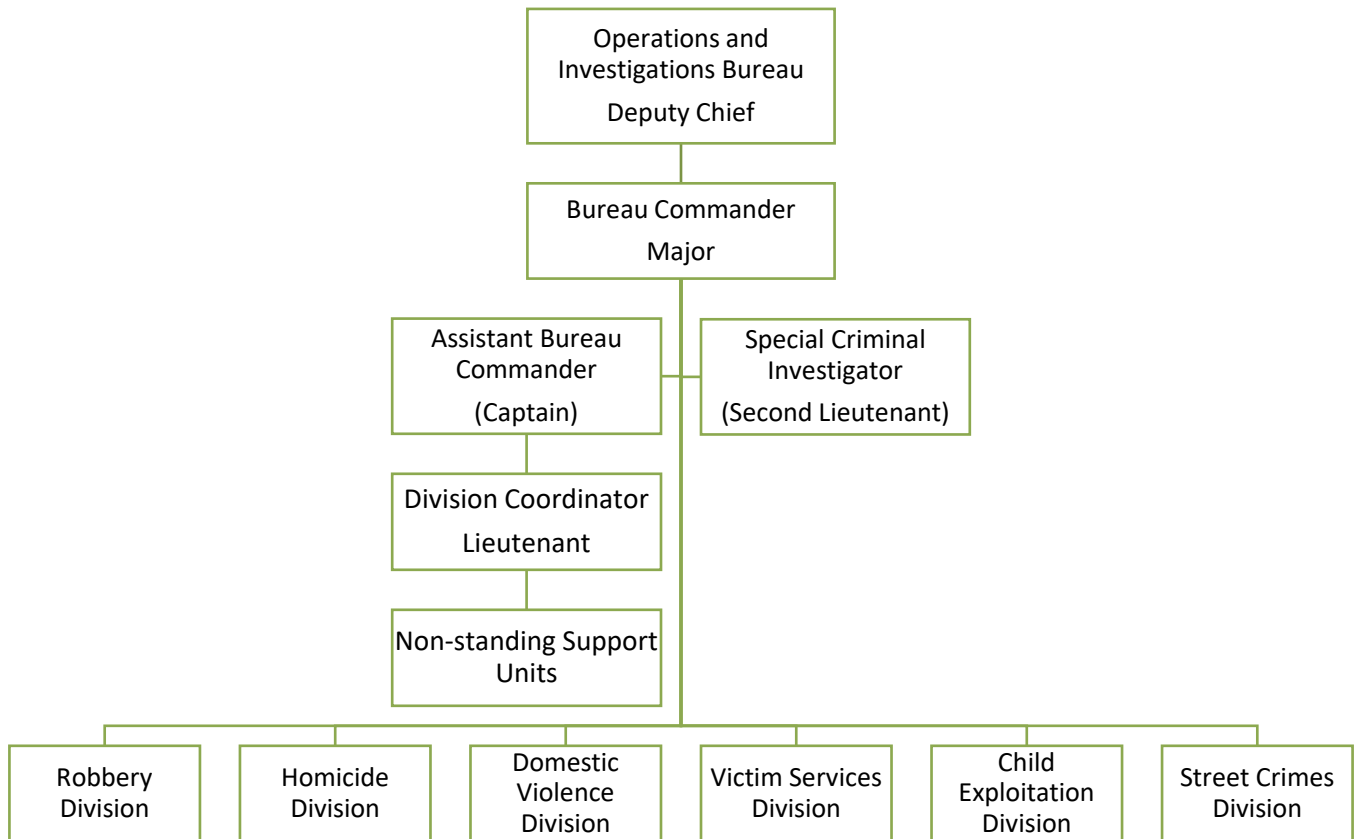 Operations and
Investigations Bureau
Deputy Chief
Bureau Commander
Major
Assistant Bureau
Commander
(Captain)
Special Criminal
Investigator
(Second Lieutenant)
Division Coordinator
Lieutenant
Non-standing Support
Units
Robbery
Division
Homicide
Division
Domestic
Violence
Division
Victim Services
Division
Child
Exploitation
Division
Street Crimes
Division